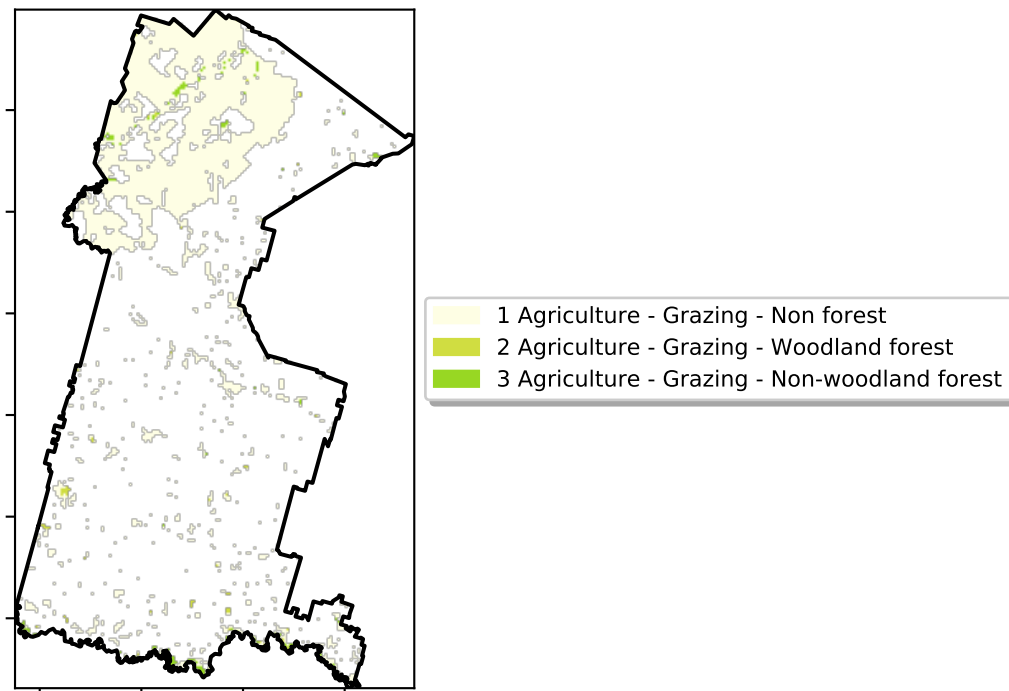 1 Agriculture - Grazing - Non forest
2 Agriculture - Grazing - Woodland forest
3 Agriculture - Grazing - Non-woodland forest